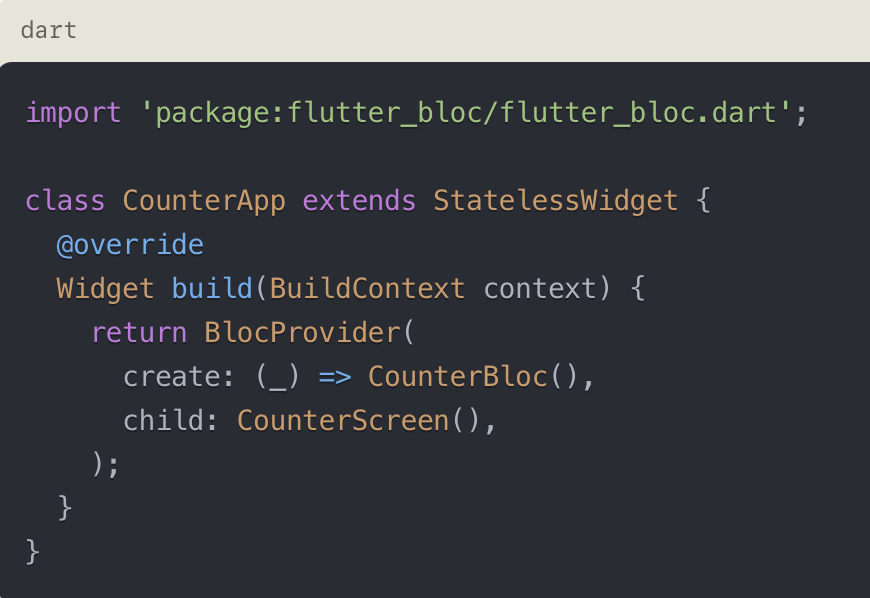 dart
import 'package:flutter_bloc/flutter_bloc.dart';
class CounterApp extends StatelessWidget {
  @override
  Widget build(BuildContext context) {
    return BlocProvider(
      create: (_) => CounterBloc(),
      child: CounterScreen(),
    );
  }
}